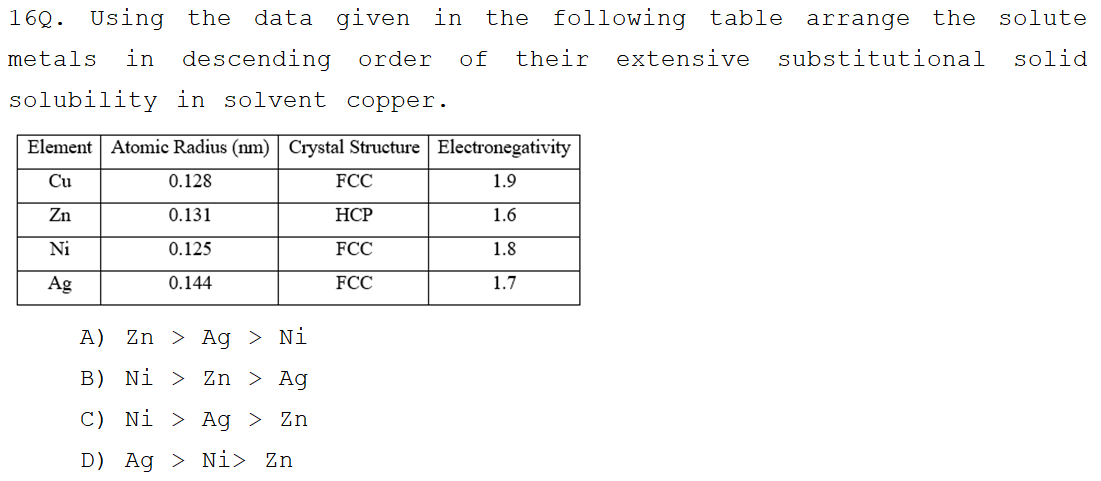 16Q. Using the data given in the following table arrange the solute
metals in descending order of their extensive substitutional solid
solubility in solvent copper.
Element Atomic Radius (nm) Crystal Structure Electronegativity
Cu 0.128 FCC 1.9
Zn 0.131 HCP 1.6
Ni 0.125 FCC 1.8
Ag 0.144 FCC 1.7
A) Zn > Ag > Ni
B) Ni > Zn > Ag
C) Ni > Ag > Zn
D) Ag > Ni> Zn